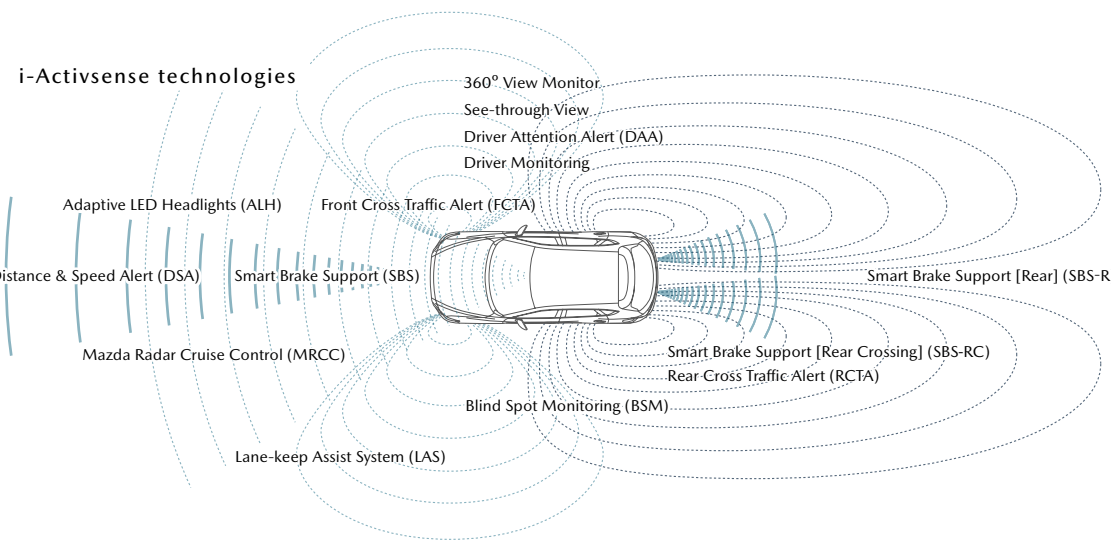 i-Activsense technologies
360° View Monitor
See-through View
Driver Attention Alert (DAA)
Driver Monitoring
Adaptive LED Headlights (ALH)
Front Cross Traffic Alert (FCTA)
istance & Speed Alert (DSA)
Smart Brake Support (SBS)
Smart Brake Support [Rear] (SBS-R
Mazda Radar Cruise Control (MRCC)
Smart Brake Support [Rear Crossing] (SBS-RC)
Rear Cross Traffic Alert (RCTA)
Blind Spot Monitoring (BSM)
Lane-keep Assist System (LAS)